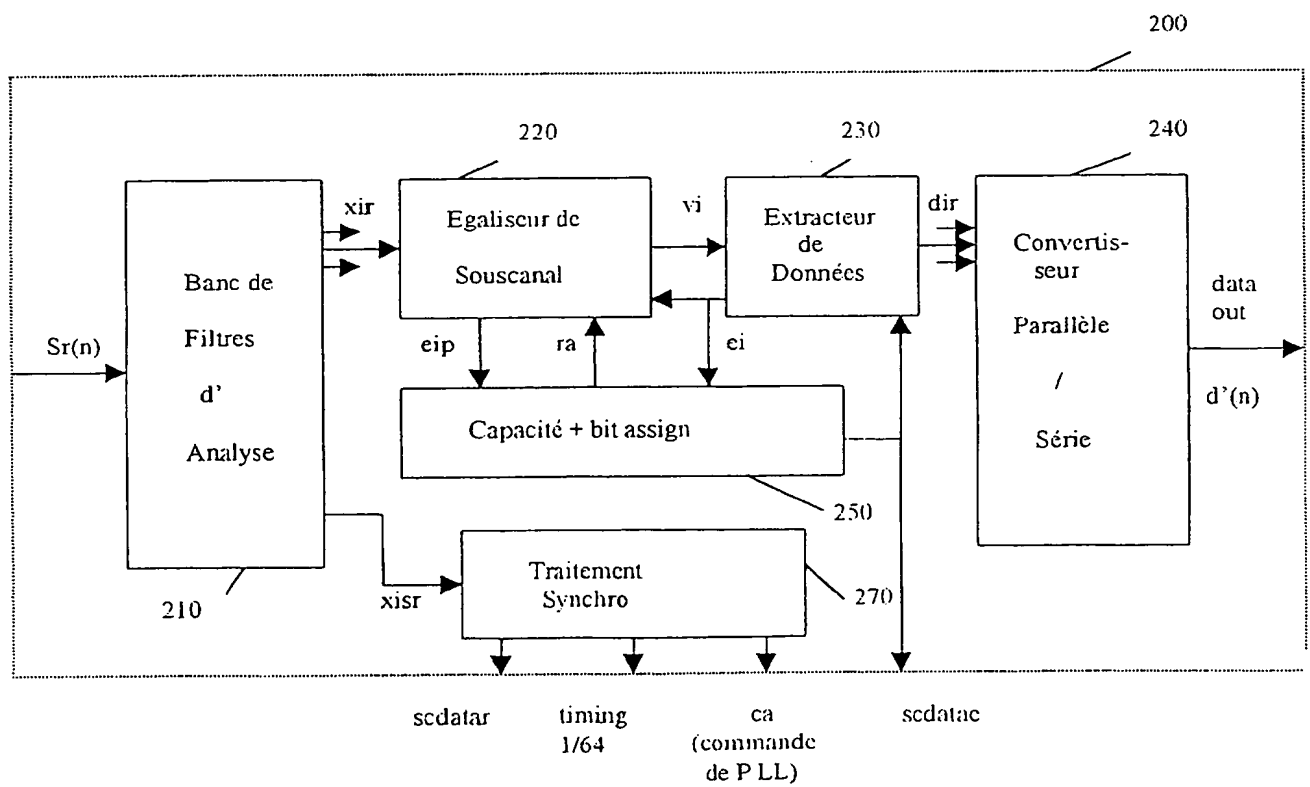 200
220
230
240
xir
Egaliseur de
Souscanal
vi
Extracteur
de
Données
dir
Convertis-
seur
Parallèle
/
Série
data
out
d'(n)
Banc de
Filtres
d'
Analyse
Sr(n)
eip
ra
ei
Capacité + bit assign
250
210
xisr
Traitement
Synchro
270
scdatar
timing
1/64
ca
(commande
de PLL)
scdatae